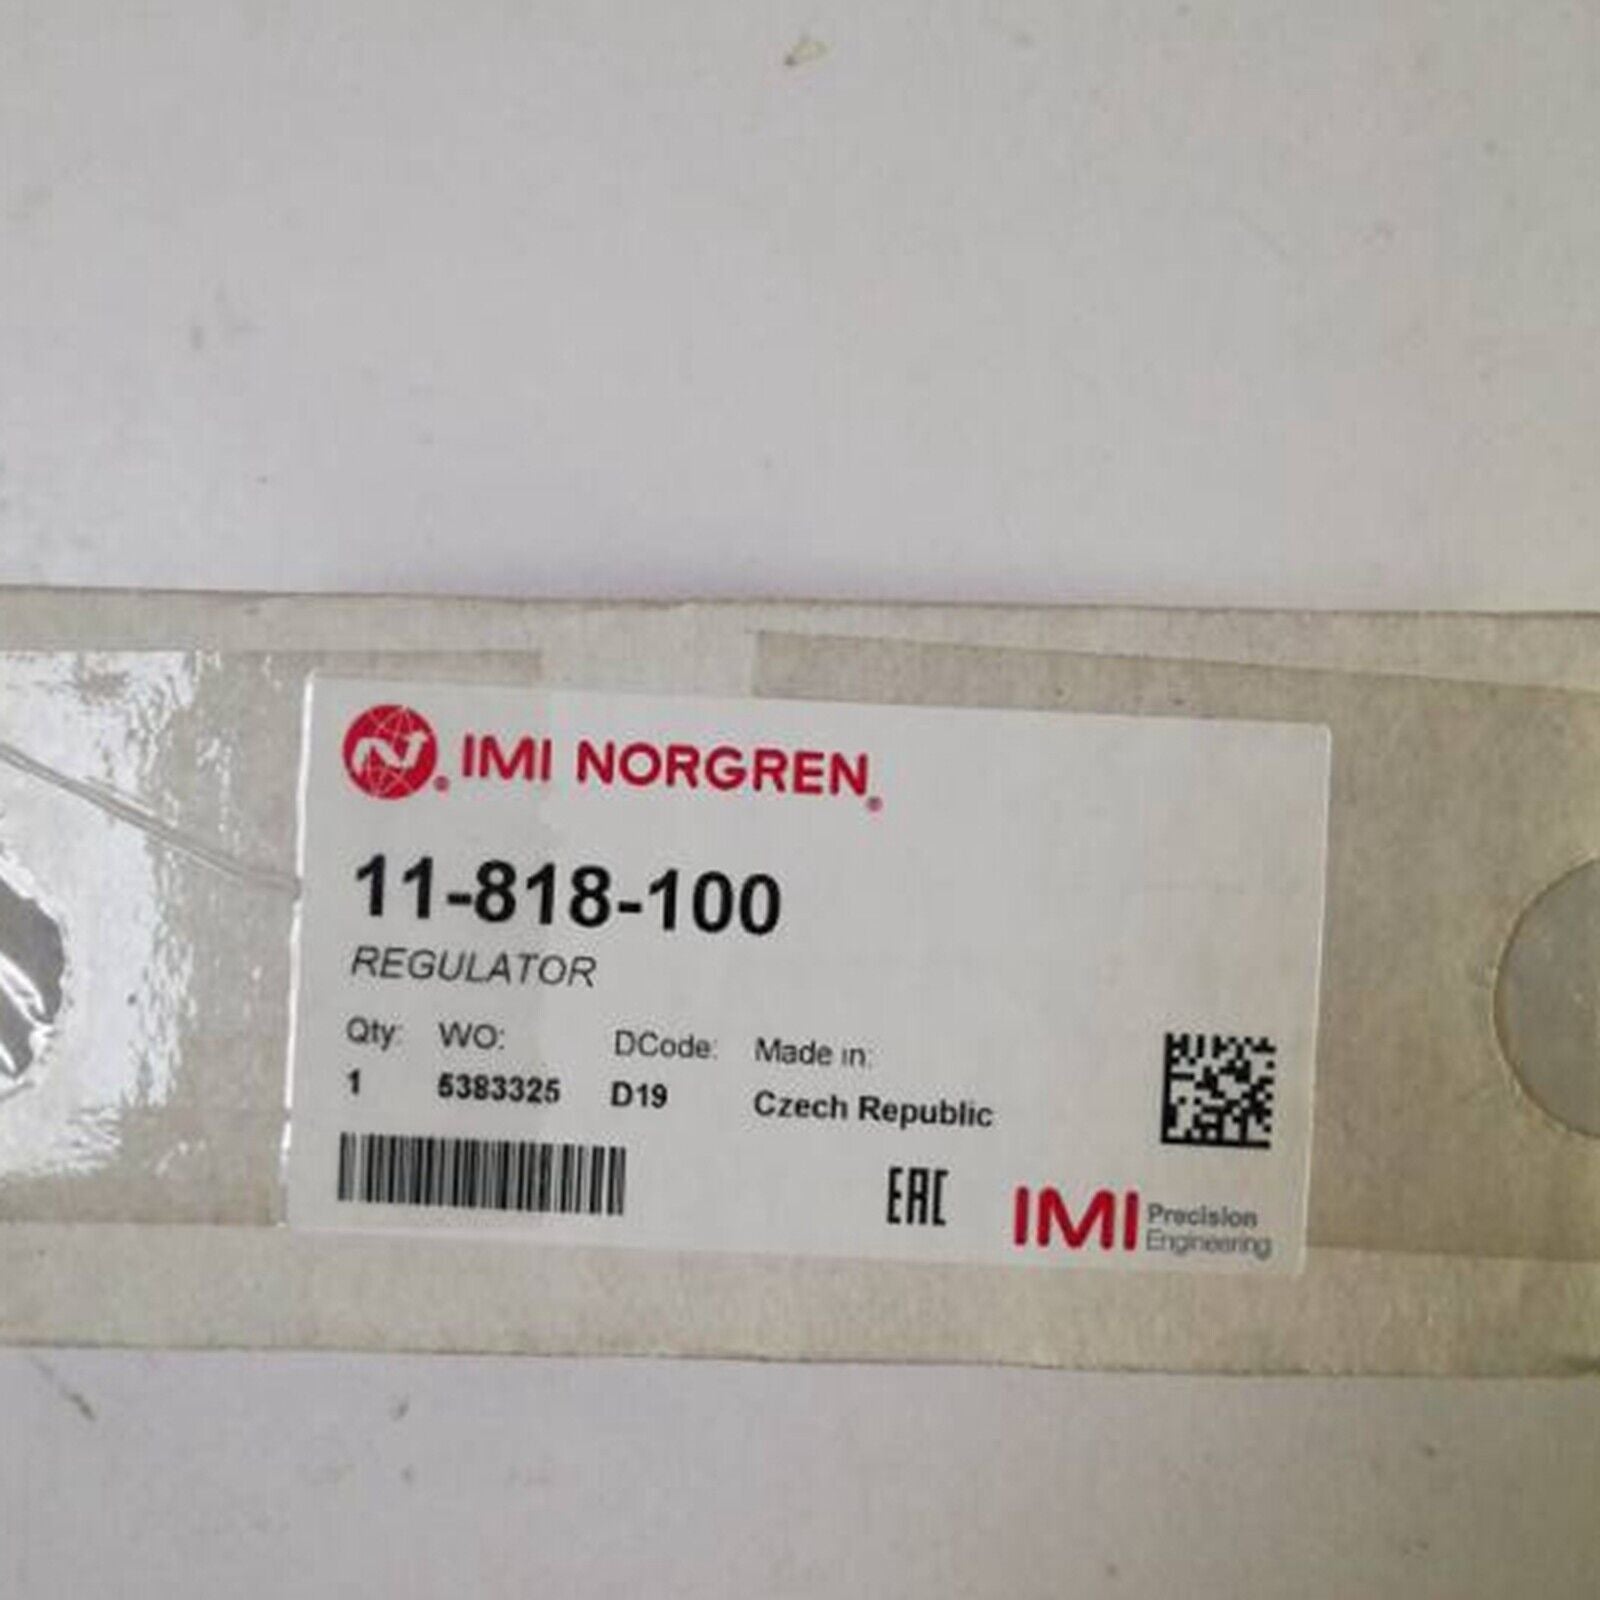 IMI NORGREN®
11-818-100
REGULATOR
Qty: WO: DCode: Made in:
1 5383325 D19 Czech Republic
EAC
IMI Precision
Engineering